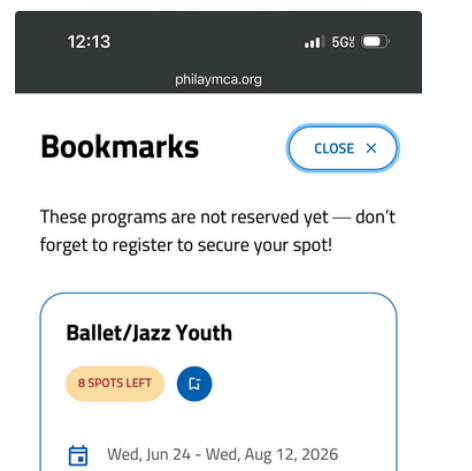 12:13
5G
philaymca.org
Bookmarks
CLOSE ×
These programs are not reserved yet — don't
forget to register to secure your spot!
Ballet/Jazz Youth
8 SPOTS LEFT
Wed, Jun 24 - Wed, Aug 12, 2026